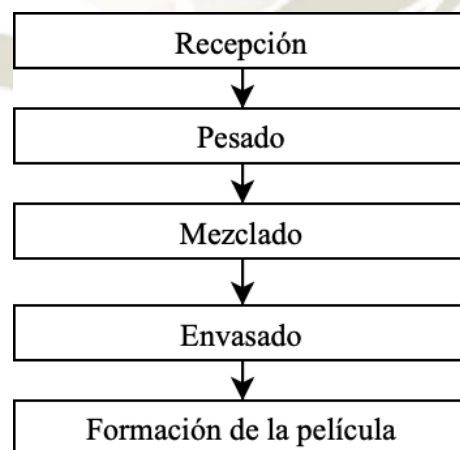 Recepción
Pesado
Mezclado
Envasado
Formación de la película